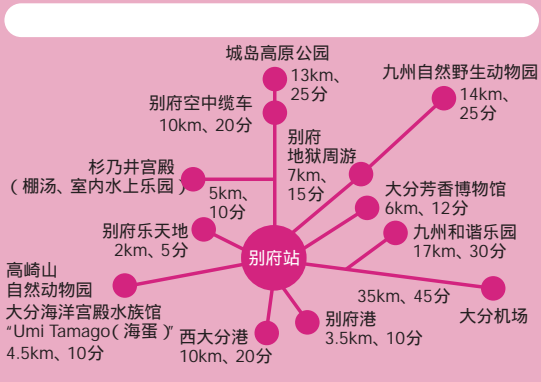 城岛高原公园
13km、
25分
别府空中缆车
10km、20分
九州自然野生动物园
14km、
25分
别府
地狱周游
7km、
15分
杉乃井宫殿
（棚汤、室内水上乐园）
5km、
10分
大分芳香博物馆
6km、12分
别府乐天地
2km、5分
九州和谐乐园
17km、30分
别府站
高崎山
自然动物园
大分海洋宫殿水族馆
“Umi Tamago（海蛋）”
4.5km、10分
西大分港
10km、20分
别府港
3.5km、10分
35km、45分
大分机场